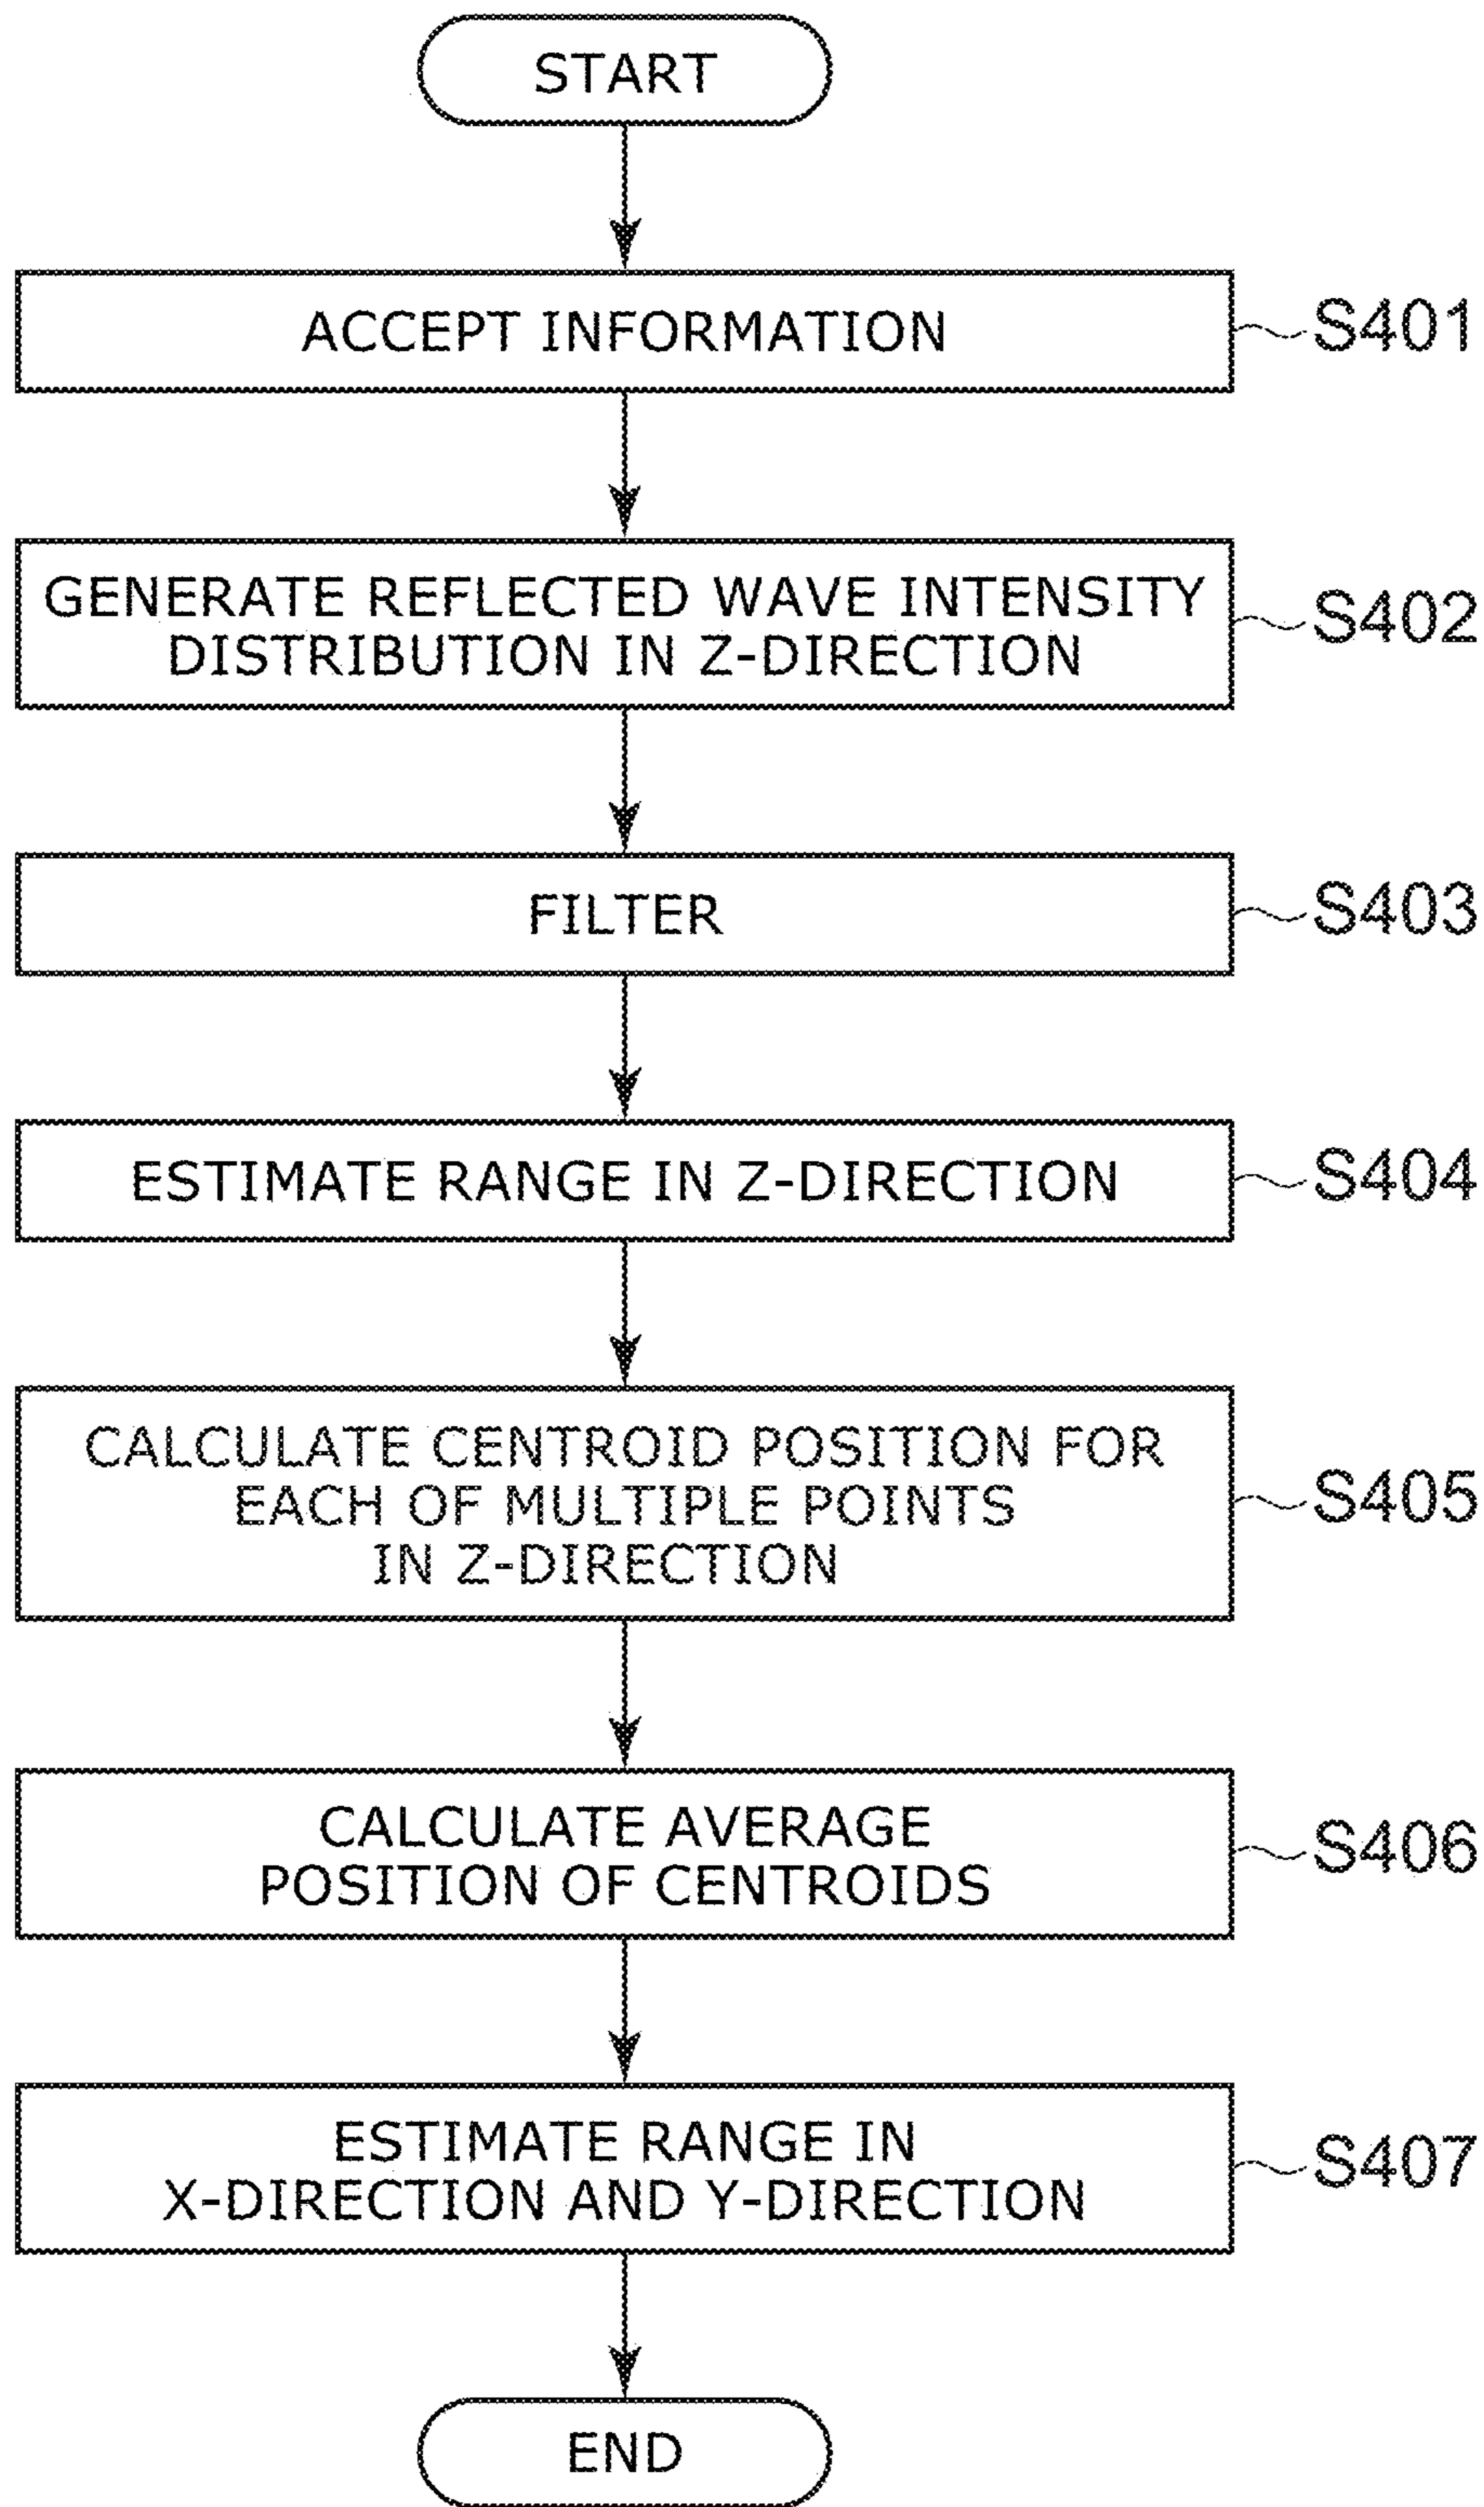 START
ACCEPT INFORMATION
S401
GENERATE REFLECTED WAVE INTENSITY
DISTRIBUTION IN Z-DIRECTION
S402
FILTER
S403
ESTIMATE RANGE IN Z-DIRECTION
S404
CALCULATE CENTROID POSITION FOR
EACH OF MULTIPLE POINTS
IN Z-DIRECTION
S405
CALCULATE AVERAGE
POSITION OF CENTROIDS
S406
ESTIMATE RANGE IN
X-DIRECTION AND Y-DIRECTION
S407
END